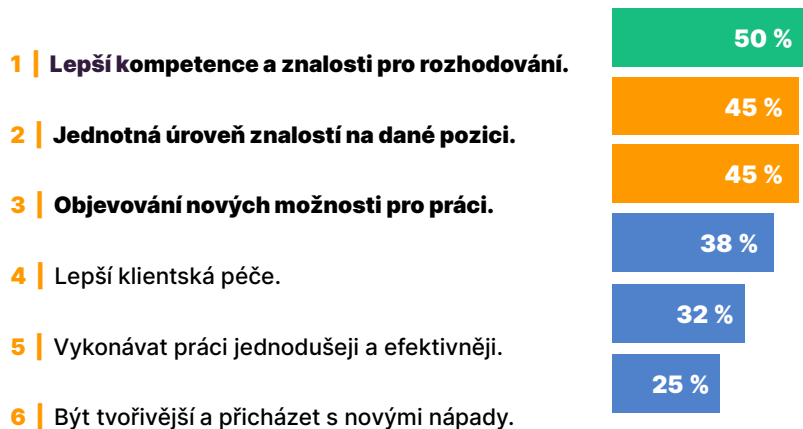 50 %
1 | Lepší kompetence a znalosti pro rozhodování.
45 %
2 | Jednotná úroveň znalostí na dané pozici.
45 %
3 | Objevování nových možnosti pro práci.
38 %
4 | Lepší klientská péče.
32 %
5 | Vykonávat práci jednodušeji a efektivněji.
25 %
6 | Být tvořivější a přicházet s novými nápady.